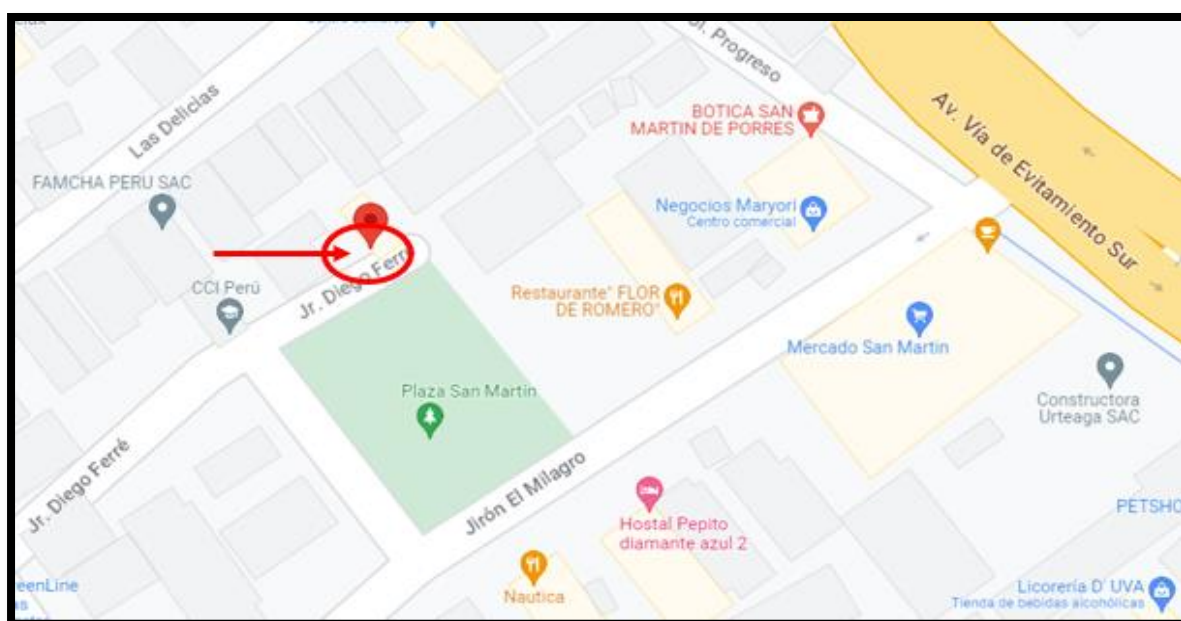 Jr. Progreso
Av. Vía de Evitamiento Sur
Las Delicias
BOTICA SAN
MARTIN DE PORRES
FAMCHA PERU SAC
Negocios Maryori
Centro comercial
Jr. Diego Ferré
CCI Perú
Restaurante" FLOR
DE ROMERO"
Mercado San Martin
Plaza San Martín
Constructora
Urteaga SAC
Jr. Diego Ferré
Jirón El Milagro
PETSHO
Hostal Pepito
diamante azul 2
Nautica
eenLine
Licorería D' UVA
Tienda de bebidas alcohólicas